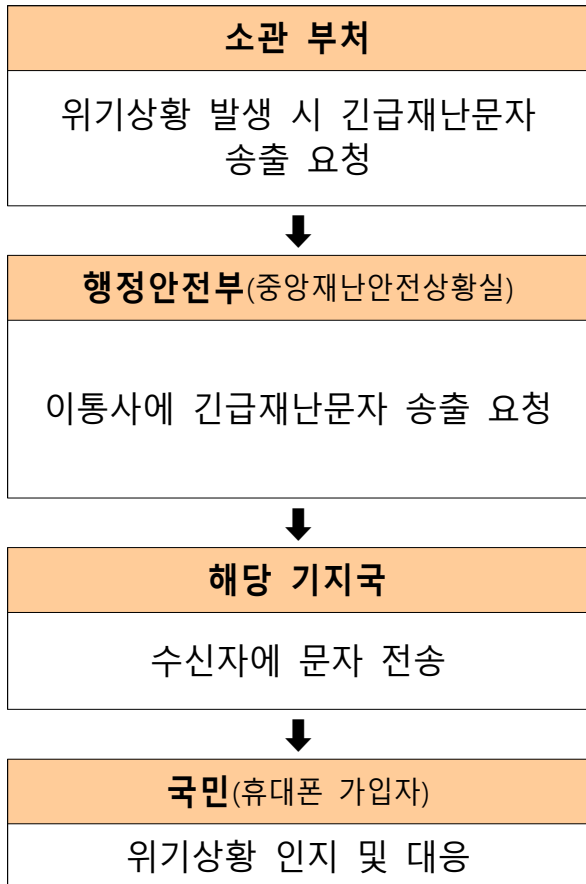 소관 부처
위기상황 발생 시 긴급재난문자
송출 요청
행정안전부(중앙재난안전상황실)
이통사에 긴급재난문자 송출 요청
해당 기지국
수신자에 문자 전송
국민(휴대폰 가입자)
위기상황 인지 및 대응